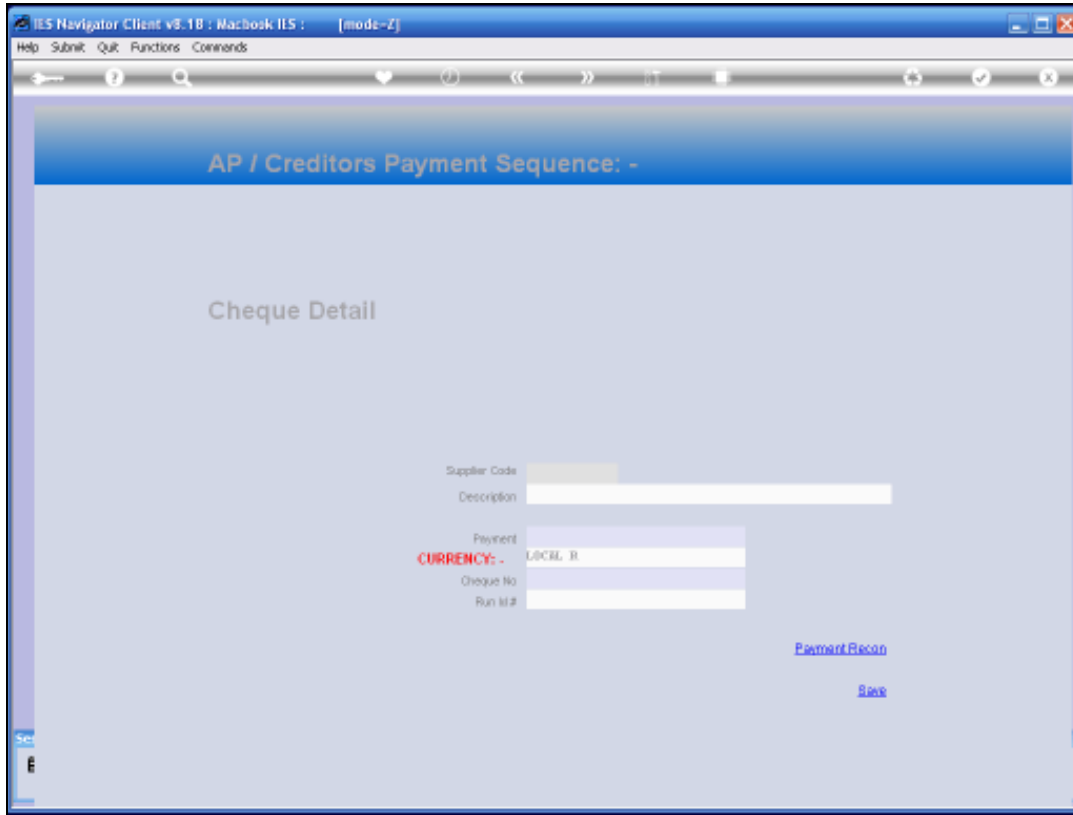 IES Navigator Client v8.18 : Macbook IES : [mode=Z]
Help Submit Quit Functions Commands
AP / Creditors Payment Sequence: -
Cheque Detail
Supplier Code
Description
Payment
CURRENCY: - LOCAL R
Cheque No
Run Id #
Payment Recon
Save